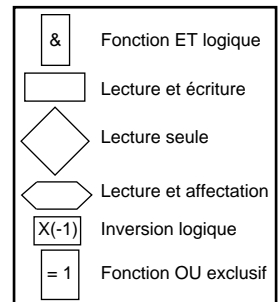 & Fonction ET logique
Lecture et écriture
Lecture seule
Lecture et affectation
X(-1) Inversion logique
= 1 Fonction OU exclusif